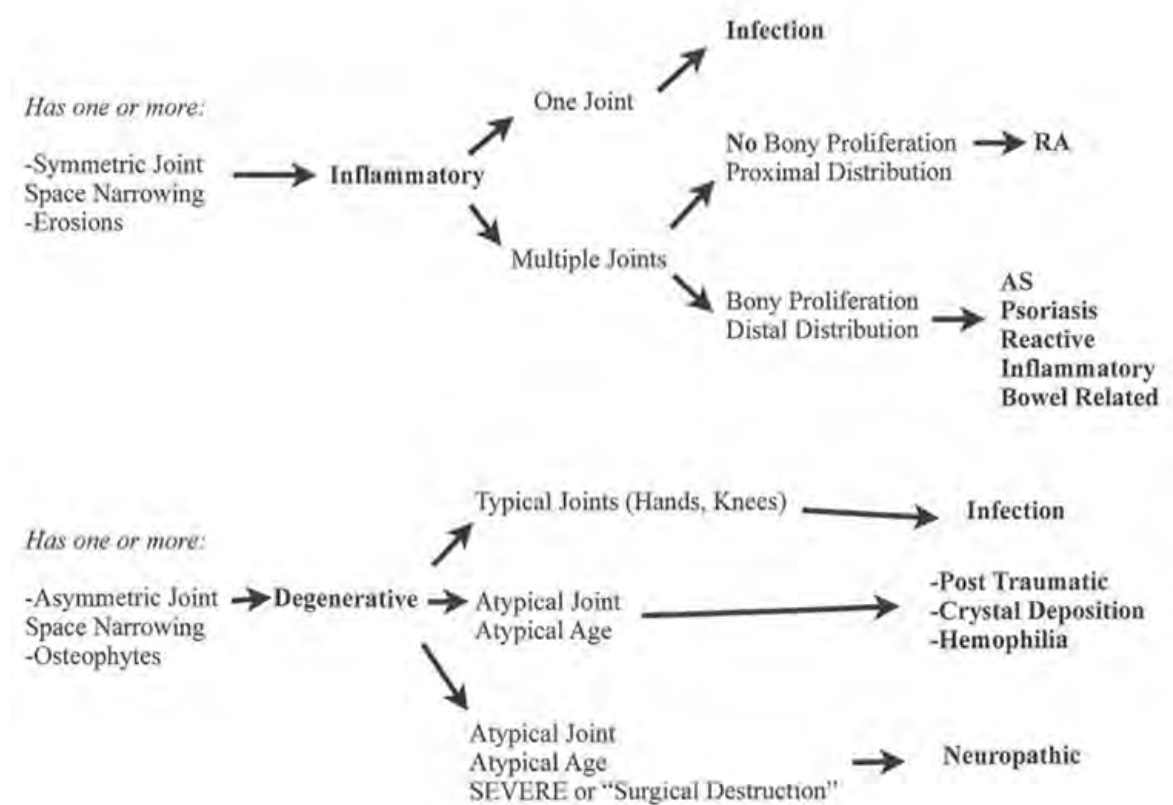 Infection
Has one or more:
One Joint
-Symmetric Joint
Space Narrowing
-Erosions
Inflammatory
No Bony Proliferation
Proximal Distribution
RA
Multiple Joints
Bony Proliferation
Distal Distribution
AS
Psoriasis
Reactive
Inflammatory
Bowel Related
Typical Joints (Hands, Knees)
Infection
Has one or more:
-Asymmetric Joint
Space Narrowing
-Osteophytes
Degenerative
Atypical Joint
Atypical Age
-Post Traumatic
-Crystal Deposition
-Hemophilia
Atypical Joint
Atypical Age
SEVERE or “Surgical Destruction”
Neuropathic